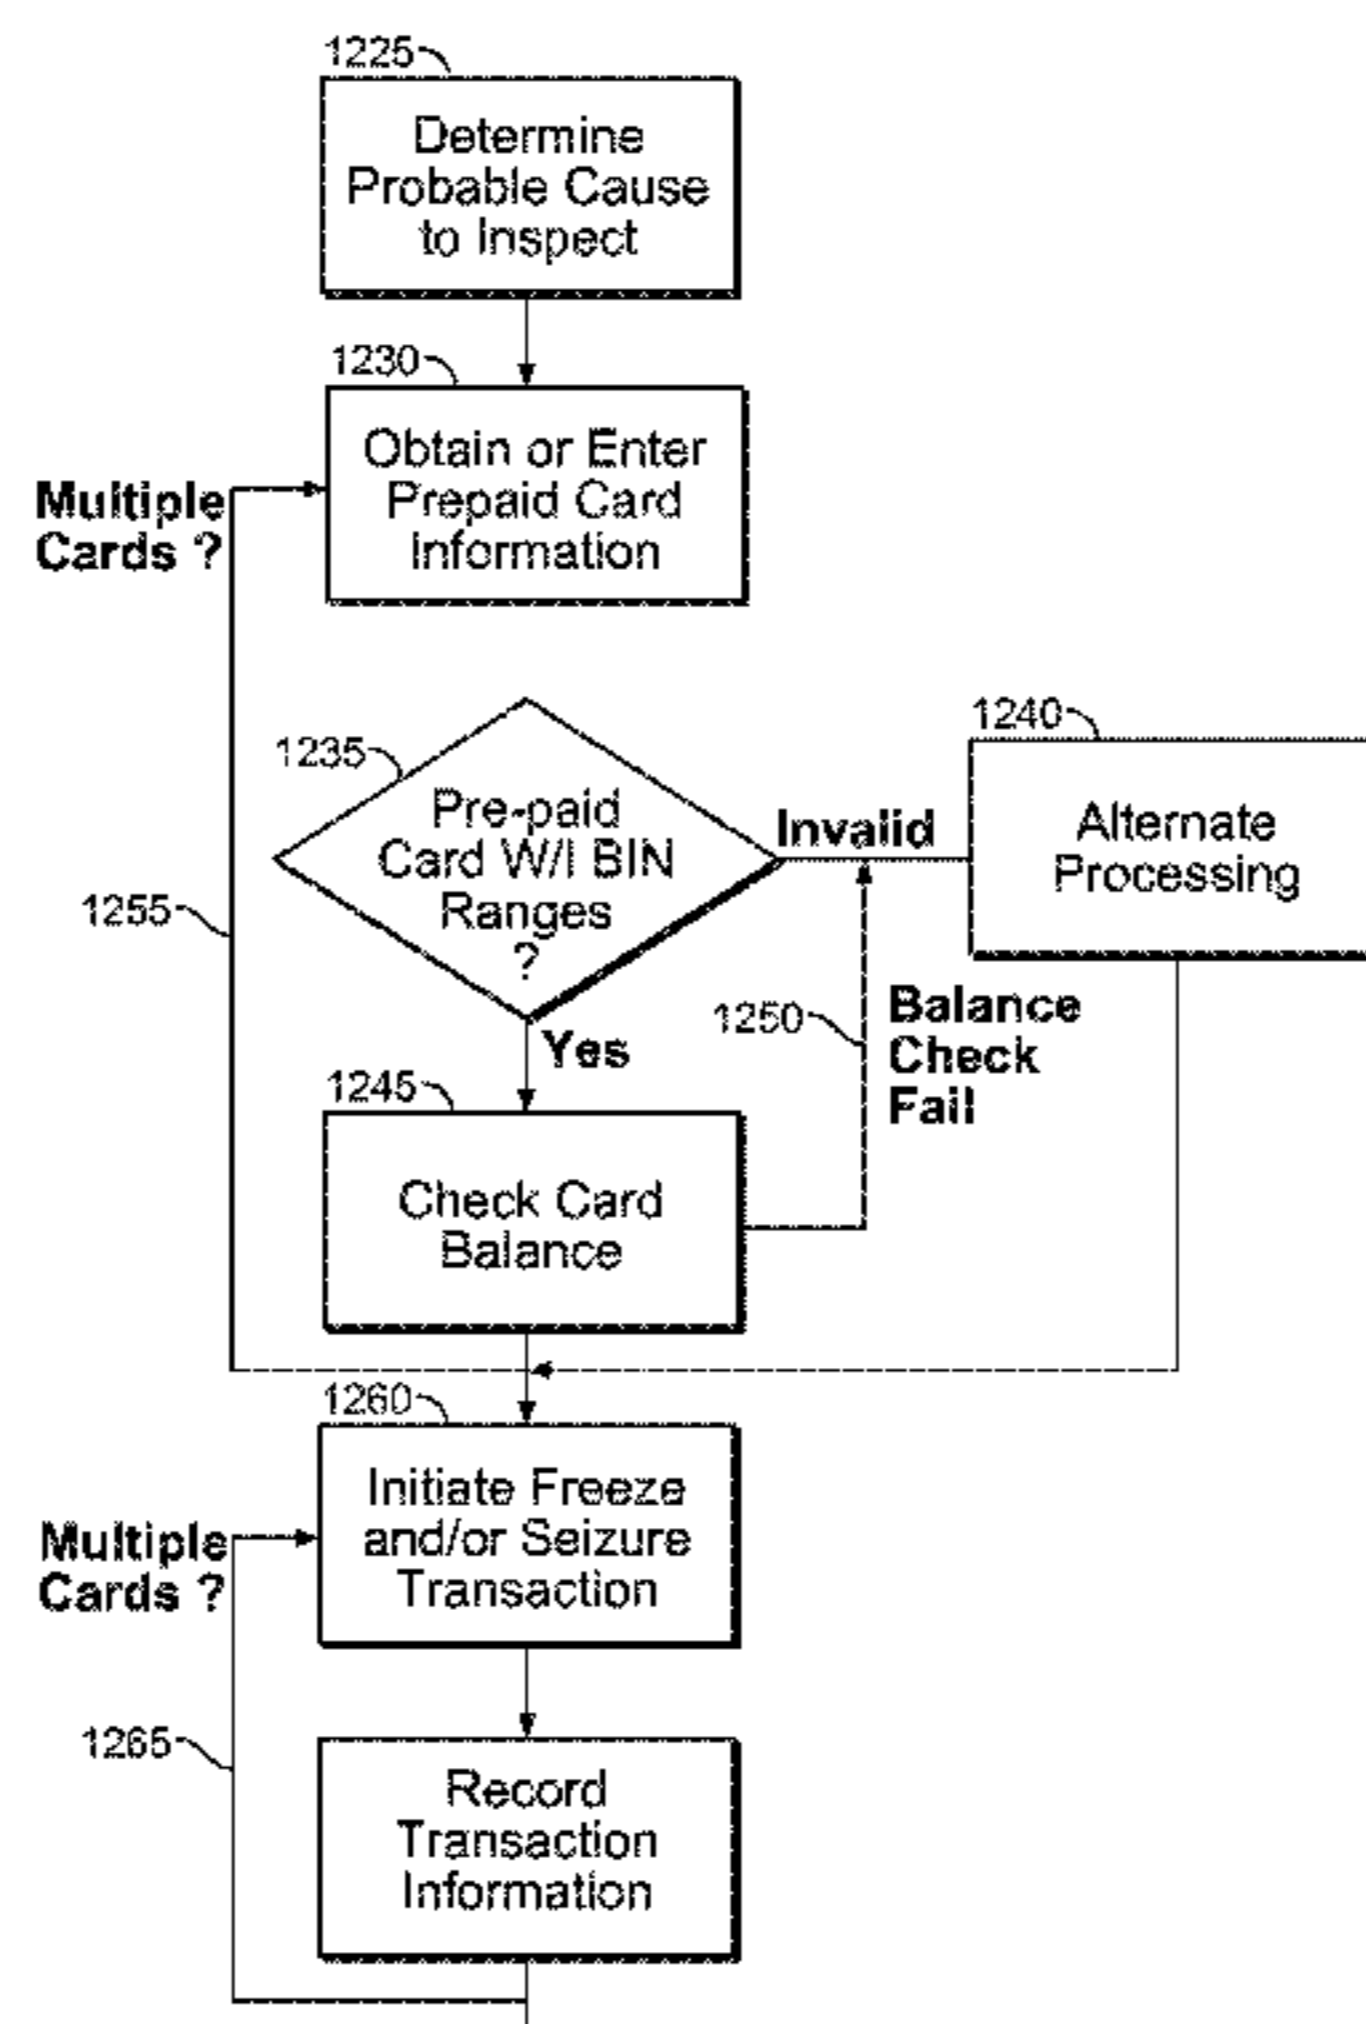 1225
Determine
Probable Cause
to Inspect
1230
Obtain or Enter
Prepaid Card
Information
Multiple
Cards ?
1235
Pre-paid
Card W/I BIN
Ranges
?
Invalid
1240
Alternate
Processing
1255
Yes
1250
Balance
Check
Fail
1245
Check Card
Balance
1260
Initiate Freeze
and/or Seizure
Transaction
Multiple
Cards ?
1265
Record
Transaction
Information